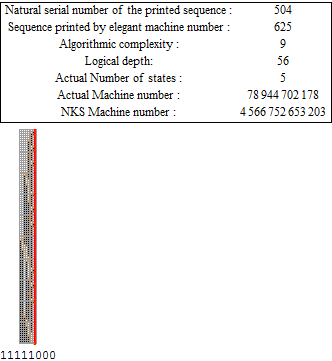 Natural serial number of the printed sequence : 504
Sequence printed by elegant machine number : 625
Algorithmic complexity : 9
Logical depth: 56
Actual Number of states : 5
Actual Machine number : 78 944 702 178
NKS Machine number : 4 566 752 653 203
11111000